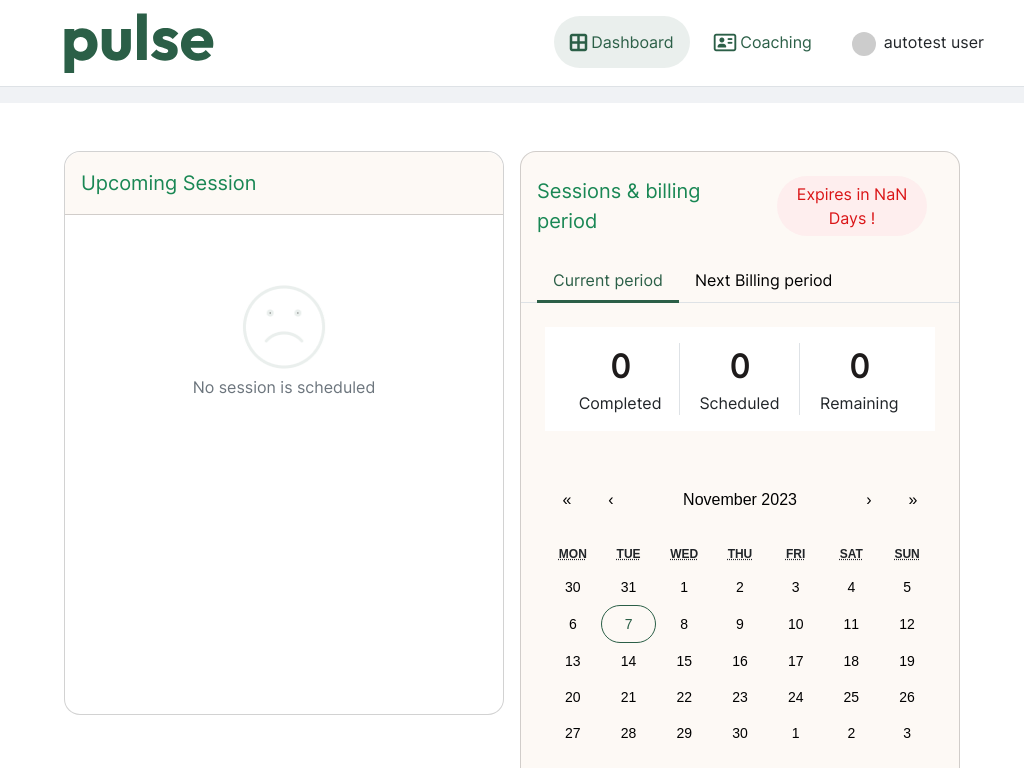 pulse
Dashboard
Coaching
autotest user
Upcoming Session
No session is scheduled
Sessions & billing
period
Expires in NaN
Days !
Current period
Next Billing period
0 0 0
Completed Scheduled Remaining
« ‹ November 2023 › »
MON TUE WED THU FRI SAT SUN
30 31 1 2 3 4 5
6 7 8 9 10 11 12
13 14 15 16 17 18 19
20 21 22 23 24 25 26
27 28 29 30 1 2 3